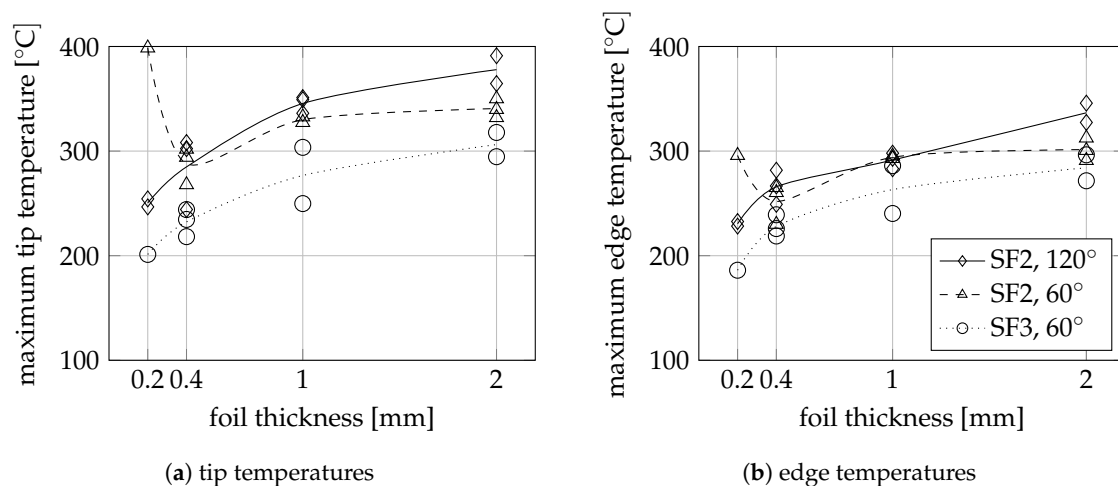 maximum tip temperature [°C]
400
300
200
100
0.2 0.4 1 2
foil thickness [mm]
(a) tip temperatures
maximum edge temperature [°C]
400
300
200
100
0.2 0.4 1 2
foil thickness [mm]
SF2, 120°
SF2, 60°
SF3, 60°
(b) edge temperatures